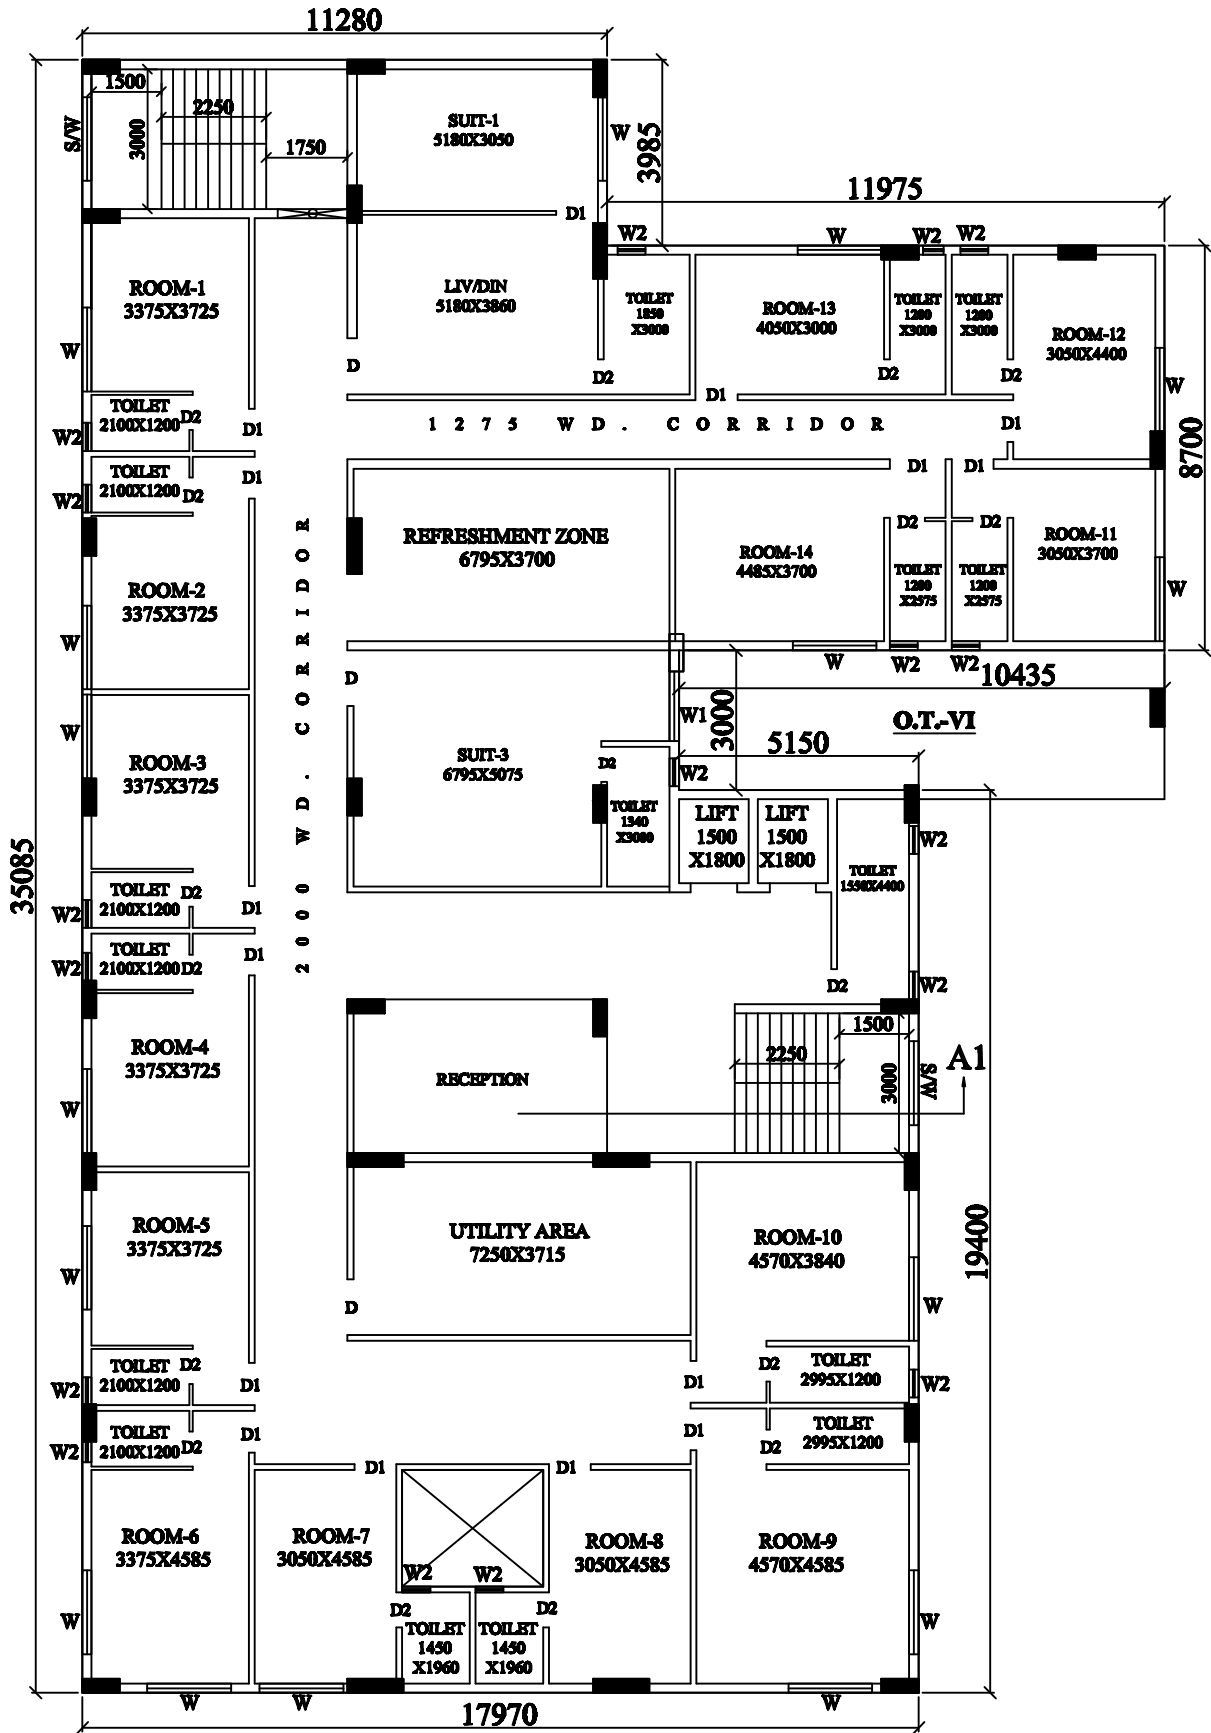 11280
1500
2250
3000
S/W
1750
SUIT-1
5180X3050
W
3985
D1
11975
W2
W
W2
W2
ROOM-1
3375X3725
LIV/DIN
5180X3860
TOILET
1850
X3000
ROOM-13
4050X3000
TOILET
1200
X3000
TOILET
1200
X3000
ROOM-12
3050X4400
W
D
D2
D2
D2
W
D1
TOILET
2100X1200
D2
W2
D1
1275 WD. CORRIDOR
D1
8700
TOILET
2100X1200
D2
W2
D1
D1
D1
REFRESHMENT ZONE
6795X3700
ROOM-14
4485X3700
D2
D2
ROOM-11
3050X3700
TOILET
1200
X2575
TOILET
1200
X2575
W
ROOM-2
3375X3725
W
2000 WD. CORRIDOR
W
W2
W2
D
10435
W1
3000
O.T.-VI
5150
W
ROOM-3
3375X3725
SUIT-3
6795X5075
D2
W2
TOILET
1340
X3000
LIFT
1500
X1800
LIFT
1500
X1800
W2
35085
TOILET
1550X4400
TOILET
2100X1200
D2
W2
D1
TOILET
2100X1200
D2
W2
D1
D2
W2
ROOM-4
3375X3725
W
RECEPTION
1500
2250
3000
S/W
A1
ROOM-5
3375X3725
W
UTILITY AREA
7250X3715
ROOM-10
4570X3840
19400
W
D
TOILET
2100X1200
D2
W2
D1
D1
D2
TOILET
2995X1200
W2
TOILET
2100X1200
D2
W2
D1
D1
D2
TOILET
2995X1200
D1
D1
ROOM-6
3375X4585
ROOM-7
3050X4585
ROOM-8
3050X4585
ROOM-9
4570X4585
W2
W2
W
D2
TOILET
1450
X1960
TOILET
1450
X1960
D2
W
W
W
W
17970